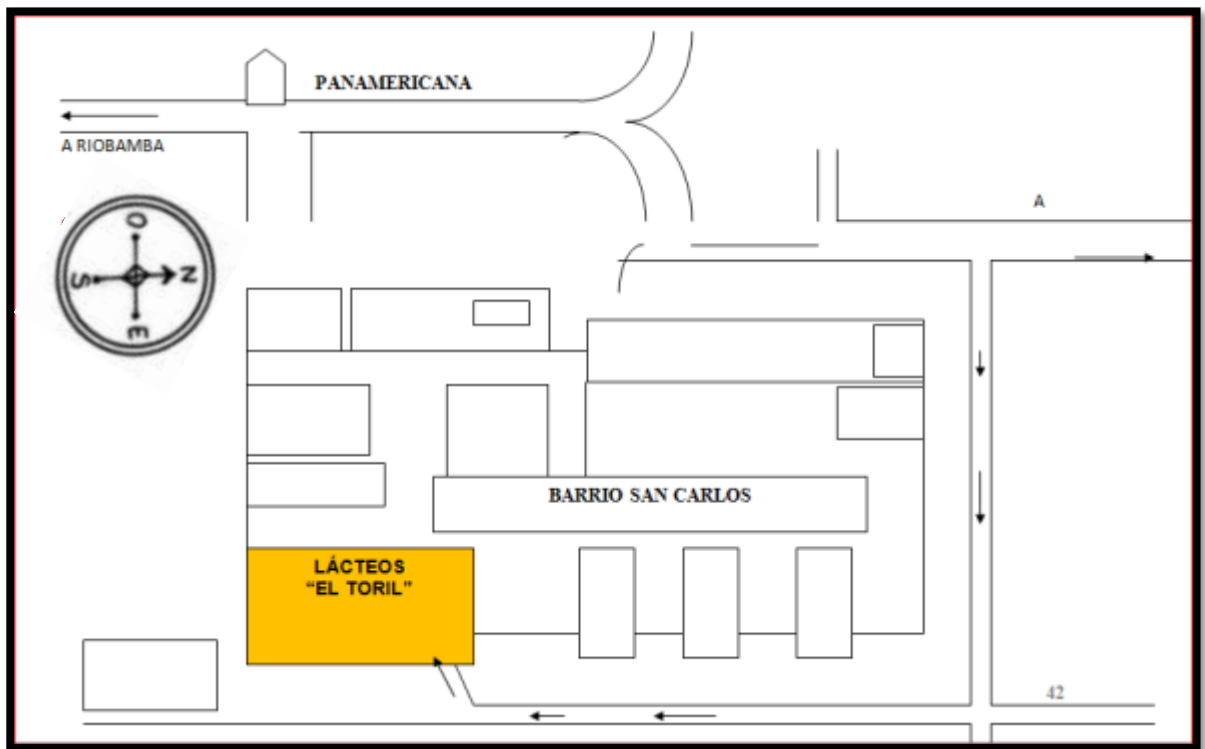 PANAMERICANA
A RIOBAMBA
A
O
S N
E
BARRIO SAN CARLOS
LÁCTEOS
“EL TORIL”
42